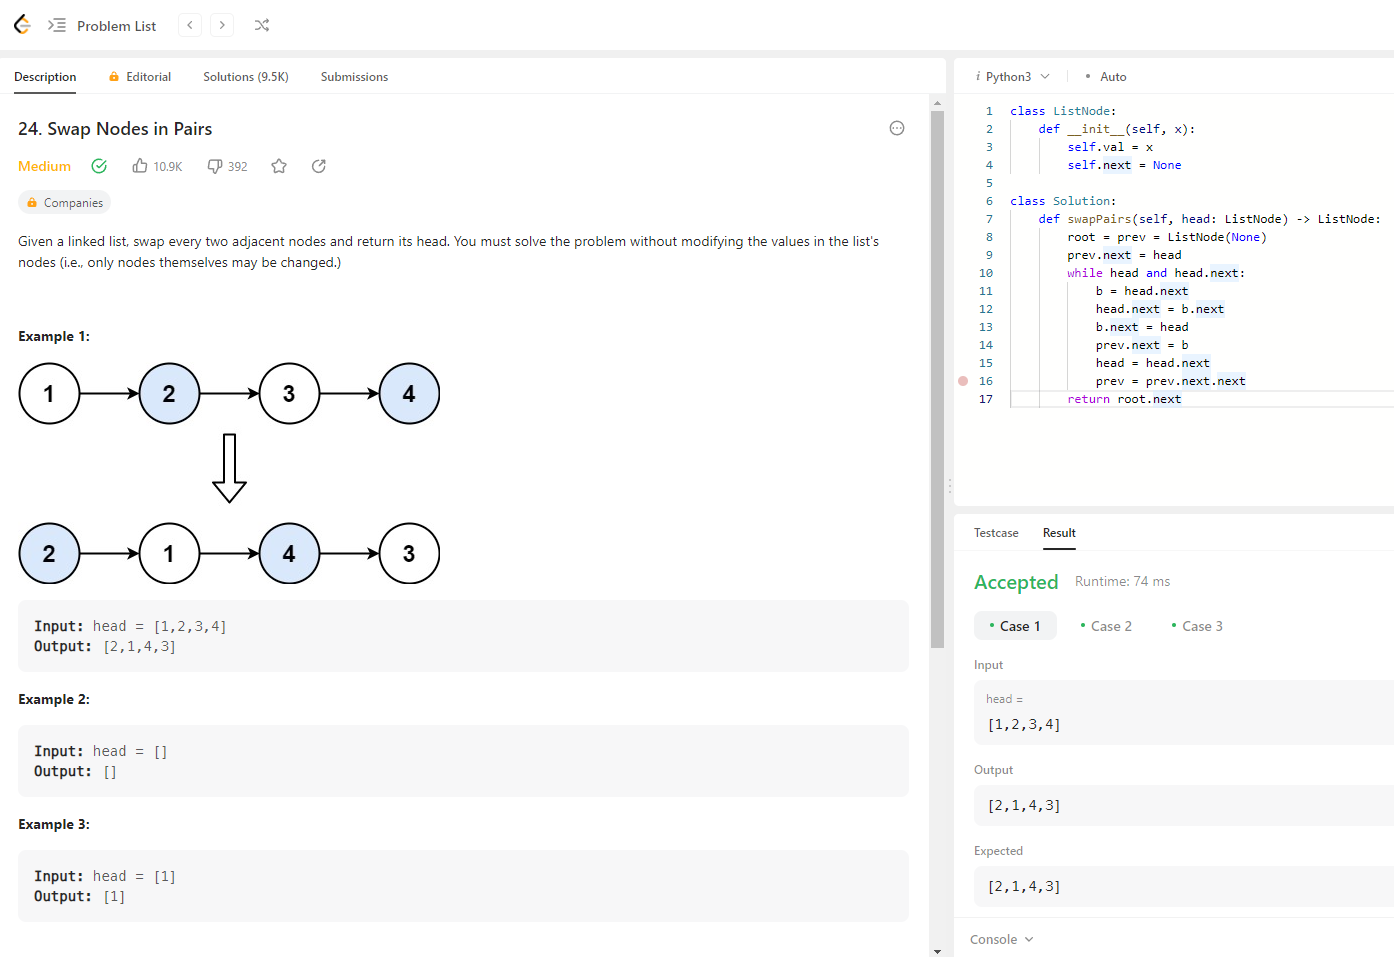 Problem List
Description Editorial Solutions (9.5K) Submissions
24. Swap Nodes in Pairs
Medium 10.9K 392
Companies
Given a linked list, swap every two adjacent nodes and return its head. You must solve the problem without modifying the values in the list's
nodes (i.e., only nodes themselves may be changed.)
Example 1:
1 2 3 4
2 1 4 3
Input: head = [1,2,3,4]
Output: [2,1,4,3]
Example 2:
Input: head = []
Output: []
Example 3:
Input: head = [1]
Output: [1]
i Python3 • Auto
1 class ListNode:
2     def __init__(self, x):
3         self.val = x
4         self.next = None
5
6 class Solution:
7     def swapPairs(self, head: ListNode) -> ListNode:
8         root = prev = ListNode(None)
9         prev.next = head
10         while head and head.next:
11             b = head.next
12             head.next = b.next
13             b.next = head
14             prev.next = b
15             head = head.next
16             prev = prev.next.next
17         return root.next
Testcase Result
Accepted Runtime: 74 ms
• Case 1 • Case 2 • Case 3
Input
head =
[1,2,3,4]
Output
[2,1,4,3]
Expected
[2,1,4,3]
Console